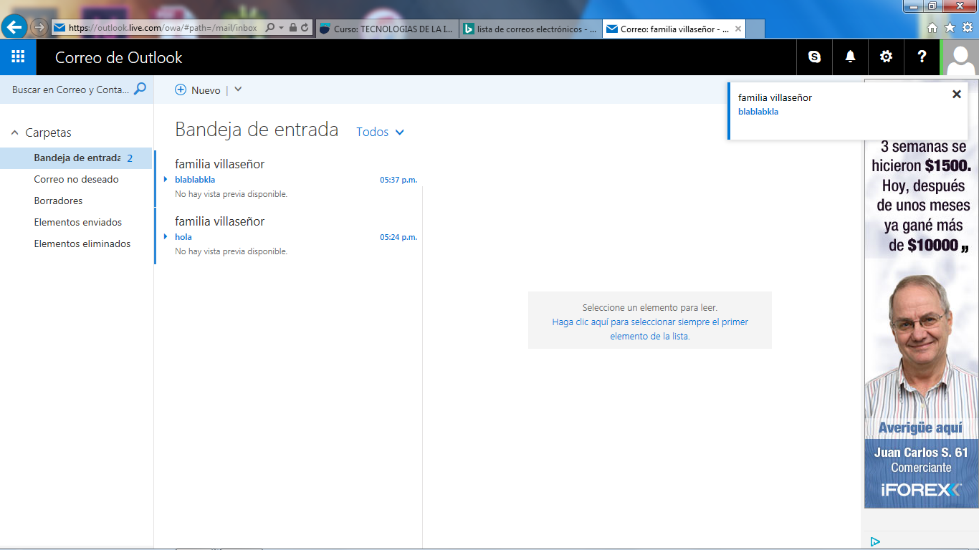 https://outlook.live.com/owa/#path=/mail/inbox
Curso: TECNOLOGIAS DE LA I...
lista de correos electrónicos - ...
Correo: familia villaseñor - ...
Correo de Outlook
Buscar en Correo y Conta...
Nuevo
familia villaseñor
blablabkla
Carpetas
Bandeja de entrada 2
Correo no deseado
Borradores
Elementos enviados
Elementos eliminados
Bandeja de entrada Todos
familia villaseñor
blablabkla 05:37 p.m.
No hay vista previa disponible.
familia villaseñor
hola 05:24 p.m.
No hay vista previa disponible.
Seleccione un elemento para leer.
Haga clic aquí para seleccionar siempre el primer
elemento de la lista.
3 semanas se
hicieron $1500.
Hoy, después
de unos meses
ya gané más
de $10000 „
Averigüe aquí
Juan Carlos S. 61
Comerciante
iFOREX